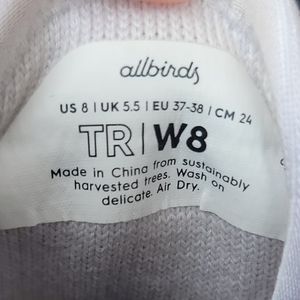 allbirds
US 8 | UK 5.5 | EU 37-38 | CM 24
TR | W8
Made in China from sustainably
harvested trees. Wash on
delicate. Air Dry.